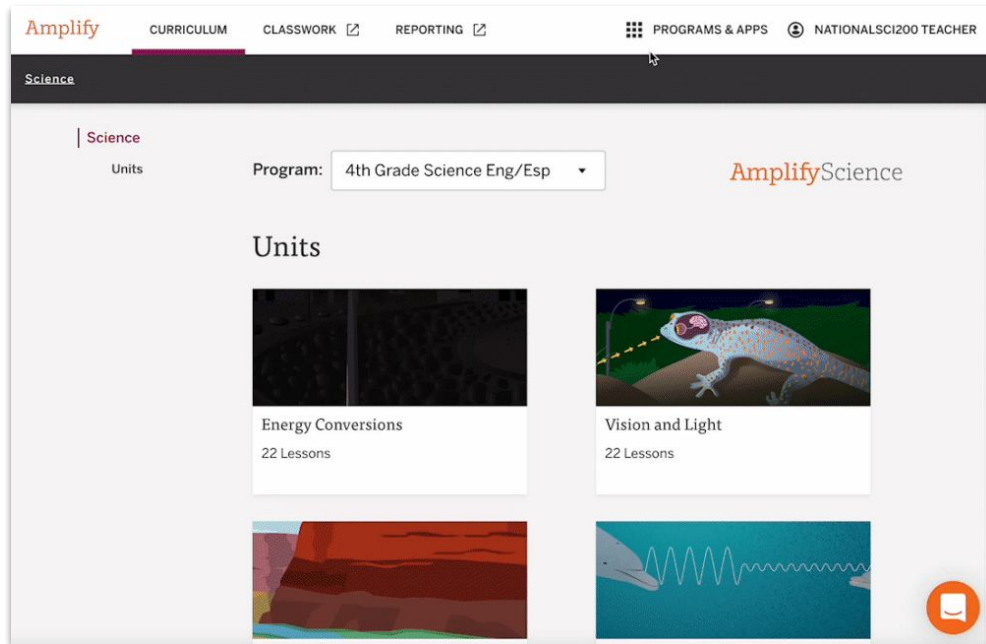 Amplify CURRICULUM CLASSWORK REPORTING PROGRAMS & APPS NATIONALSCI200 TEACHER
Science
Science
Units
Program: 4th Grade Science Eng/Esp
AmplifyScience
Units
Energy Conversions
22 Lessons
Vision and Light
22 Lessons